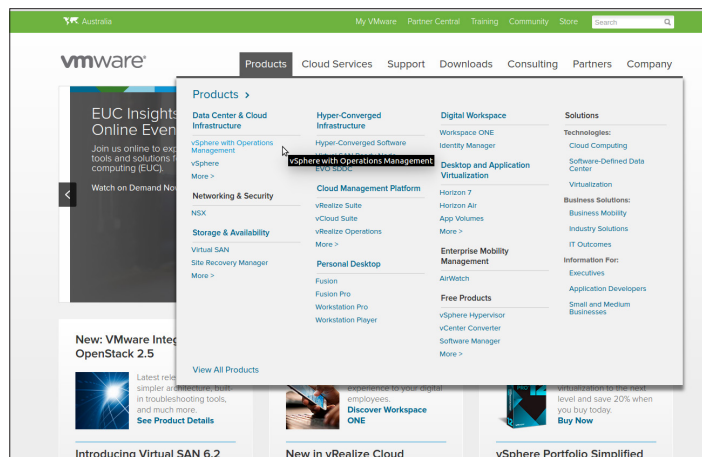 Australia
My VMware Partner Central Training Community Store Search
vmware®
Products Cloud Services Support Downloads Consulting Partners Company
EUC Insights
Online Even
Join us online to exp
tools and solutions f
computing (EUC).
Watch on Demand Nov
Products >
Data Center & Cloud
Infrastructure
vSphere with Operations
Management
vSphere
More >
Networking & Security
NSX
Storage & Availability
Virtual SAN
Site Recovery Manager
More >
Hyper-Converged
Infrastructure
Hyper-Converged Software
vSphere with Operations Management
EVO SDDC
Cloud Management Platform
vRealize Suite
vCloud Suite
vRealize Operations
More >
Personal Desktop
Fusion
Fusion Pro
Workstation Pro
Workstation Player
Digital Workspace
Workspace ONE
Identity Manager
Desktop and Application
Virtualization
Horizon 7
Horizon Air
App Volumes
More >
Enterprise Mobility
Management
AirWatch
Free Products
vSphere Hypervisor
vCenter Converter
Software Manager
More >
Solutions
Technologies:
Cloud Computing
Software-Defined Data
Center
Virtualization
Business Solutions:
Business Mobility
Industry Solutions
IT Outcomes
Information For:
Executives
Application Developers
Small and Medium
Businesses
View All Products
New: VMware Integ
OpenStack 2.5
Latest rele
simpler architecture, built-
in troubleshooting tools,
and much more.
See Product Details
experience to your digital
employees.
Discover Workspace
ONE
virtualization to the next
level and save 20% when
you buy today.
Buy Now
Introducing Virtual SAN 6.2
New in vRealize Cloud
vSphere Portfolio Simplified